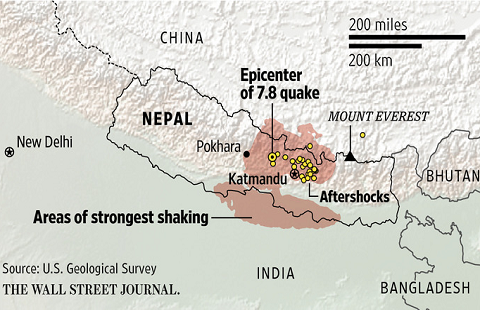 200 miles
200 km
CHINA
Epicenter
of 7.8 quake
NEPAL
MOUNT EVEREST
New Delhi
Pokhara
Katmandu
BHUTAN
Aftershocks
Areas of strongest shaking
Source: U.S. Geological Survey
INDIA
THE WALL STREET JOURNAL.
BANGLADESH